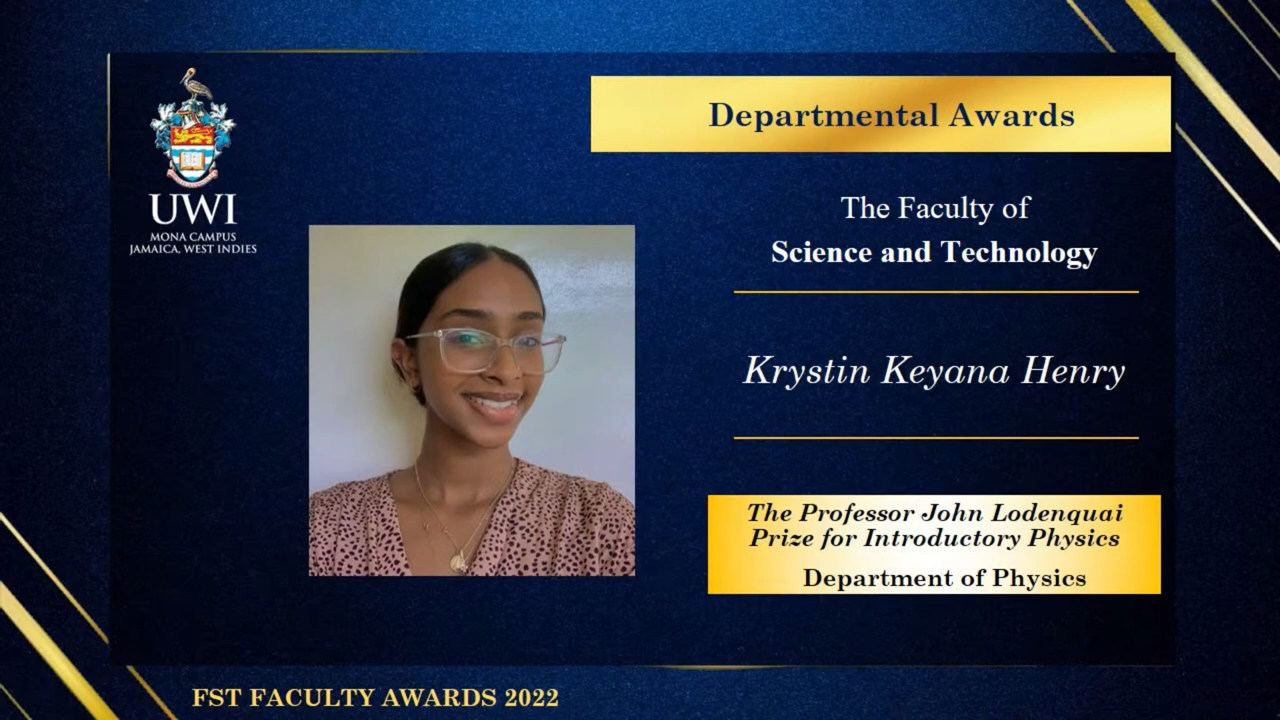 UWI
MONA CAMPUS
JAMAICA, WEST INDIES
Departmental Awards
The Faculty of
Science and Technology
Krystin Keyana Henry
The Professor John Lodenquai
Prize for Introductory Physics
Department of Physics
FST FACULTY AWARDS 2022